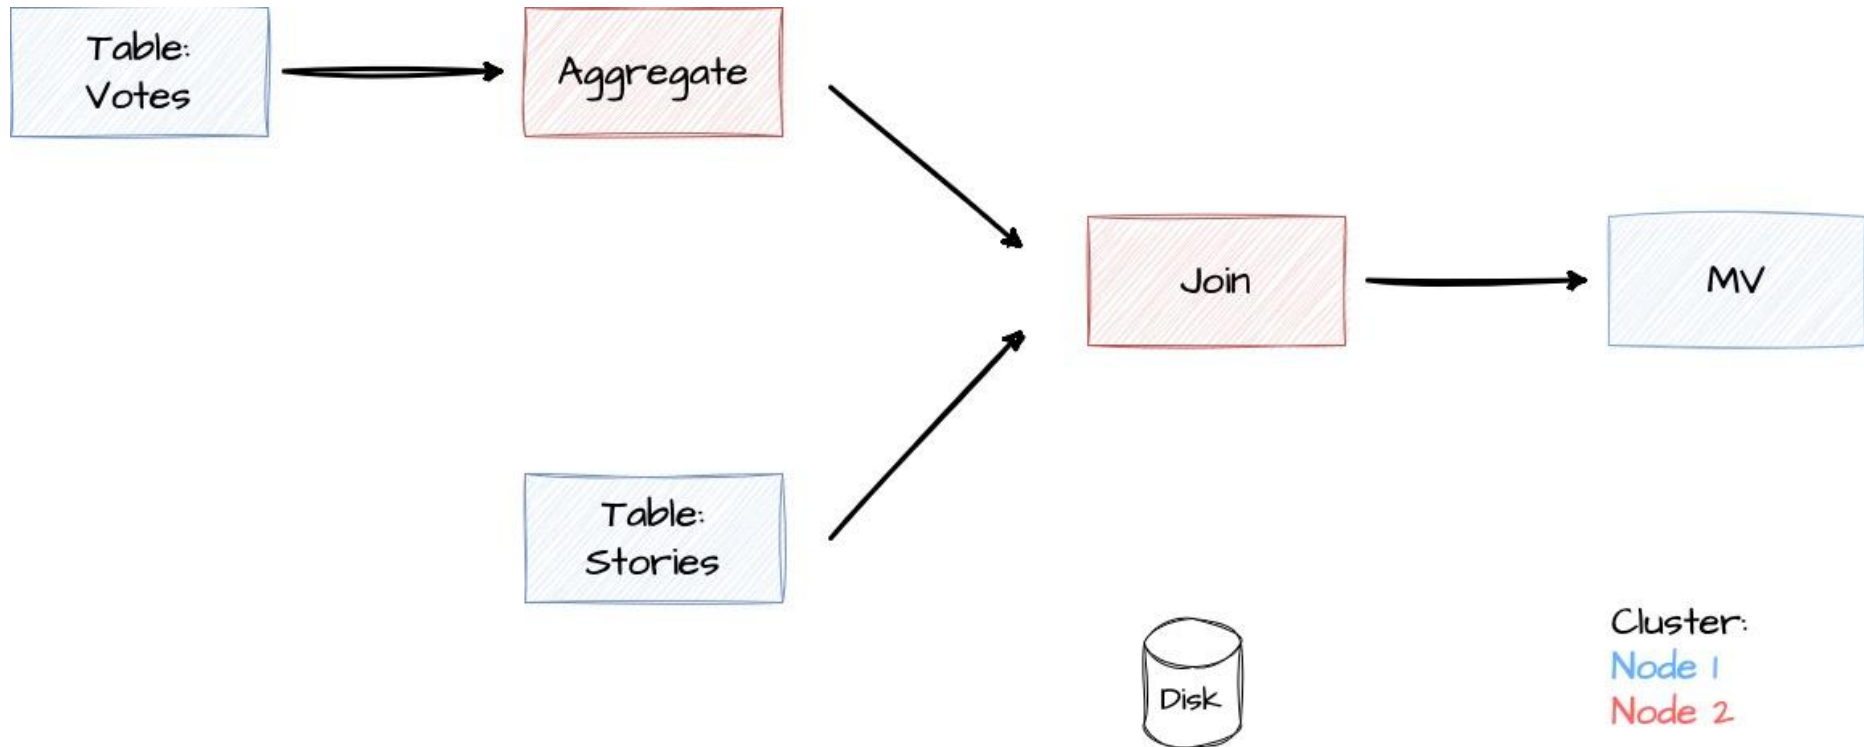 Table:
Votes
Aggregate
Join
MV
Table:
Stories
Disk
Cluster:
Node 1
Node 2